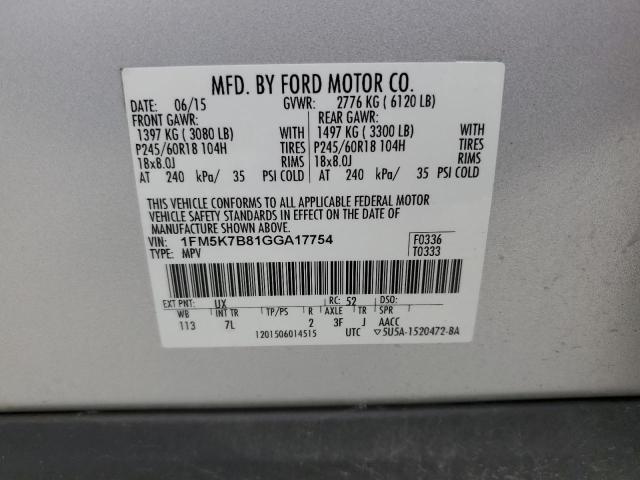 MFD. BY FORD MOTOR CO.
DATE: 06/15 GVWR: 2776 KG ( 6120 LB)
FRONT GAWR: REAR GAWR:
1397 KG ( 3080 LB) WITH 1497 KG ( 3300 LB) WITH
P245/60R18 104H TIRES P245/60R18 104H TIRES
18x8.0J RIMS 18x8.0J RIMS
AT 240 kPa/ 35 PSI COLD AT 240 kPa/ 35 PSI COLD
THIS VEHICLE CONFORMS TO ALL APPLICABLE FEDERAL MOTOR
VEHICLE SAFETY STANDARDS IN EFFECT ON THE DATE OF
MANUFACTURE SHOWN ABOVE.
VIN: 1FM5K7B81GGA17754 F0336
TYPE: MPV T0333
EXT PNT: UX RC: 52 DSO:
WB INT TR TP/PS R AXLE TR SPR
113 7L 2 3F J AACC
1201506014515 UTC ▽5U5A-1520472-BA